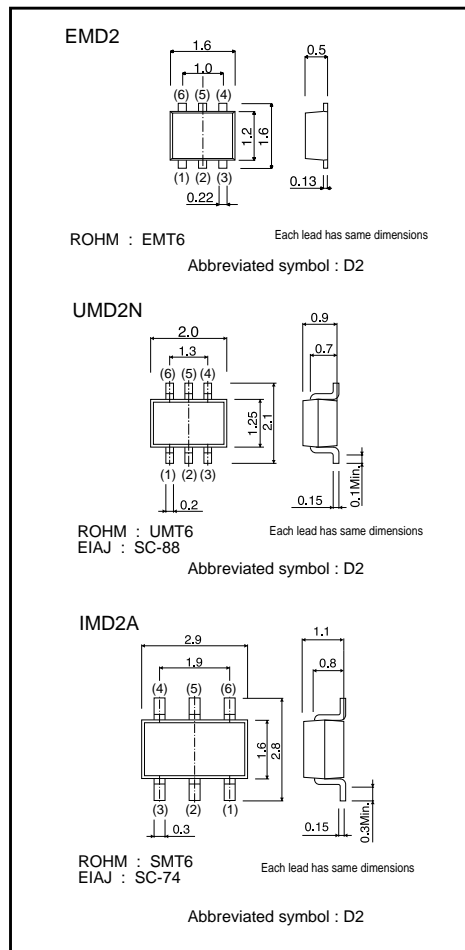 EMD2
1.6
1.0
0.5
(6) (5) (4)
1.2
1.6
(1) (2) (3)
0.22
0.13
ROHM : EMT6
Each lead has same dimensions
Abbreviated symbol : D2
UMD2N
2.0
1.3
0.9
0.7
(6) (5) (4)
1.25
2.1
(1) (2) (3)
0.2
0.15
0.1Min.
ROHM : UMT6
EIAJ : SC-88
Each lead has same dimensions
Abbreviated symbol : D2
IMD2A
2.9
1.9
1.1
0.8
(4) (5) (6)
1.6
2.8
(3) (2) (1)
0.3
0.15
0.3Min.
ROHM : SMT6
EIAJ : SC-74
Each lead has same dimensions
Abbreviated symbol : D2